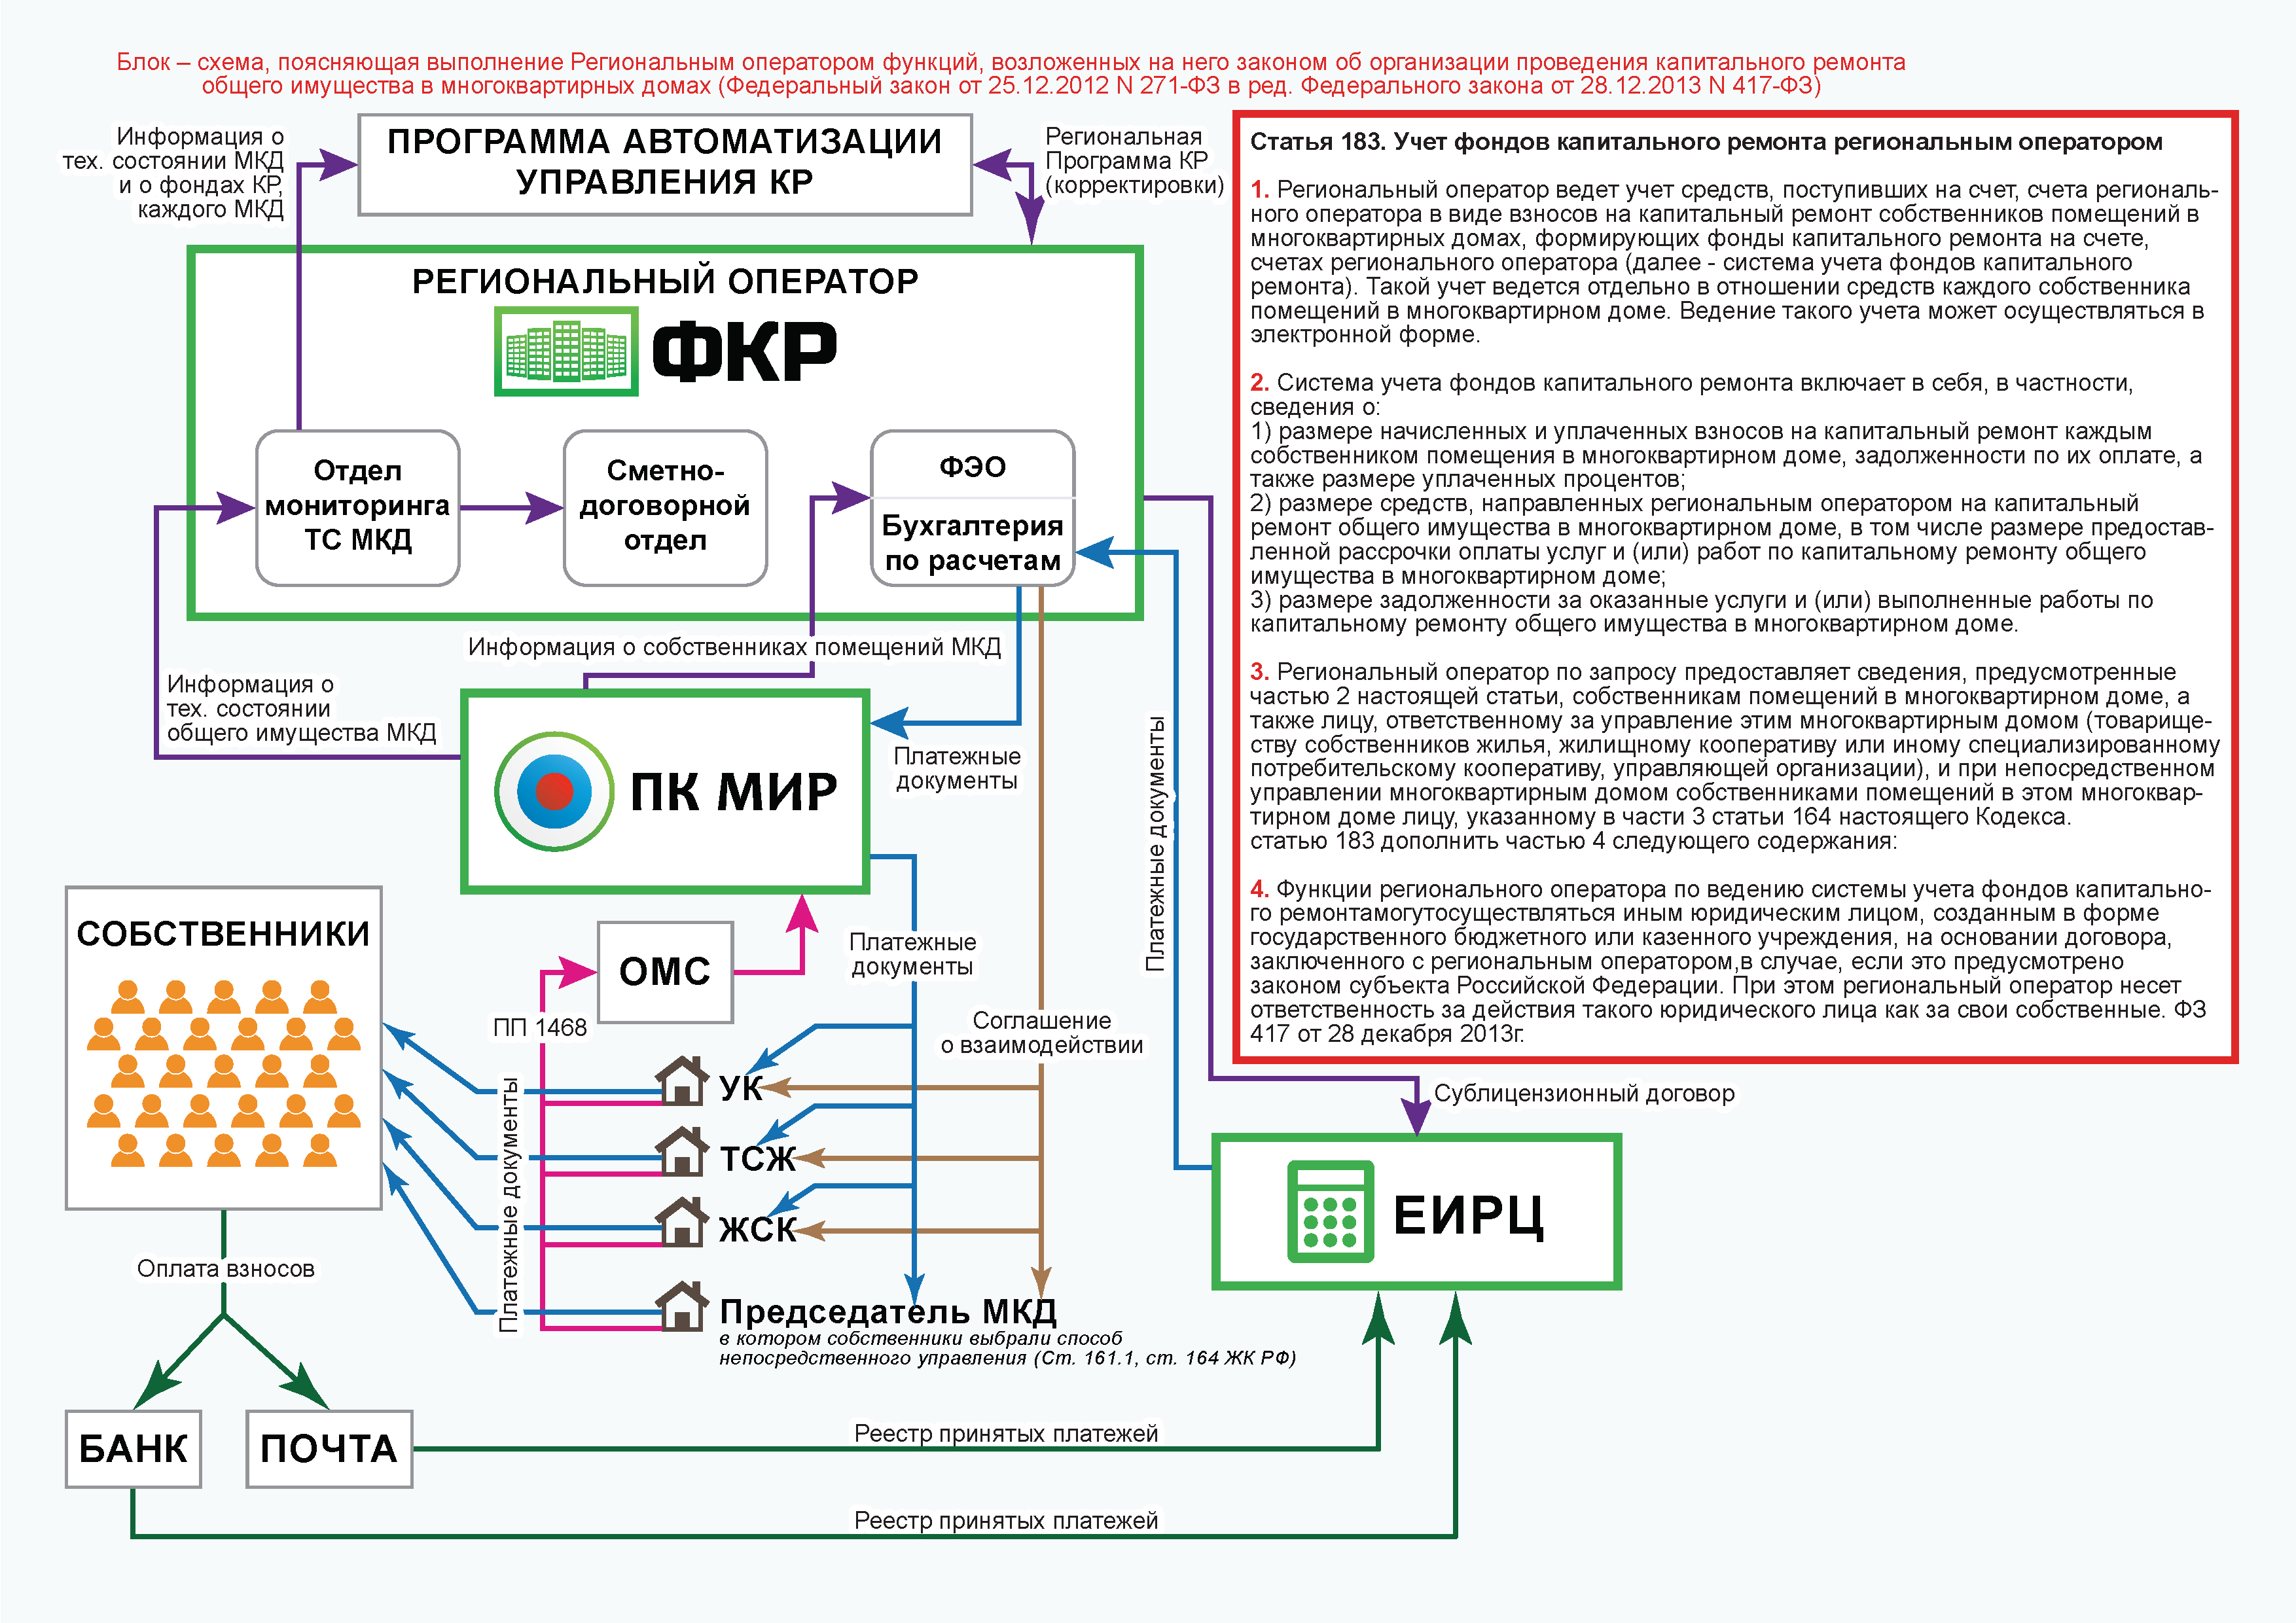 Блок – схема, поясняющая выполнение Региональным оператором функций, возложенных на него законом об организации проведения капитального ремонта
общего имущества в многоквартирных домах (Федеральный закон от 25.12.2012 N 271-ФЗ в ред. Федерального закона от 28.12.2013 N 417-ФЗ)
Информация о
тех. состоянии МКД
и о фондах КР,
каждого МКД
ПРОГРАММА АВТОМАТИЗАЦИИ
УПРАВЛЕНИЯ КР
Региональная
Программа КР
(корректировки)
РЕГИОНАЛЬНЫЙ ОПЕРАТОР
ФКР
Отдел
мониторинга
ТС МКД
Сметно-
договорной
отдел
ФЭО
Бухгалтерия
по расчетам
Информация о собственниках помещений МКД
Информация о
тех. состоянии
общего имущества МКД
ПК МИР
Платежные
документы
Платежные документы
СОБСТВЕННИКИ
ОМС
Платежные
документы
ПП 1468
Соглашение
о взаимодействии
Платежные документы
УК
ТСЖ
ЖСК
Председатель МКД
в котором собственники выбрали способ
непосредственного управления (Ст. 161.1, ст. 164 ЖК РФ)
Оплата взносов
БАНК
ПОЧТА
Реестр принятых платежей
Реестр принятых платежей
Статья 183. Учет фондов капитального ремонта региональным оператором
1. Региональный оператор ведет учет средств, поступивших на счет, счета региональ-
ного оператора в виде взносов на капитальный ремонт собственников помещений в
многоквартирных домах, формирующих фонды капитального ремонта на счете,
счетах регионального оператора (далее - система учета фондов капитального
ремонта). Такой учет ведется отдельно в отношении средств каждого собственника
помещений в многоквартирном доме. Ведение такого учета может осуществляться в
электронной форме.
2. Система учета фондов капитального ремонта включает в себя, в частности,
сведения о:
1) размере начисленных и уплаченных взносов на капитальный ремонт каждым
собственником помещения в многоквартирном доме, задолженности по их оплате, а
также размере уплаченных процентов;
2) размере средств, направленных региональным оператором на капитальный
ремонт общего имущества в многоквартирном доме, в том числе размере предостав-
ленной рассрочки оплаты услуг и (или) работ по капитальному ремонту общего
имущества в многоквартирном доме;
3) размере задолженности за оказанные услуги и (или) выполненные работы по
капитальному ремонту общего имущества в многоквартирном доме.
3. Региональный оператор по запросу предоставляет сведения, предусмотренные
частью 2 настоящей статьи, собственникам помещений в многоквартирном доме, а
также лицу, ответственному за управление этим многоквартирным домом (товарище-
ству собственников жилья, жилищному кооперативу или иному специализированному
потребительскому кооперативу, управляющей организации), и при непосредственном
управлении многоквартирным домом собственниками помещений в этом многоквар-
тирном доме лицу, указанному в части 3 статьи 164 настоящего Кодекса.
статью 183 дополнить частью 4 следующего содержания:
4. Функции регионального оператора по ведению системы учета фондов капитально-
го ремонтамогутосуществляться иным юридическим лицом, созданным в форме
государственного бюджетного или казенного учреждения, на основании договора,
заключенного с региональным оператором,в случае, если это предусмотрено
законом субъекта Российской Федерации. При этом региональный оператор несет
ответственность за действия такого юридического лица как за свои собственные. ФЗ
417 от 28 декабря 2013г.
Сублицензионный договор
ЕИРЦ